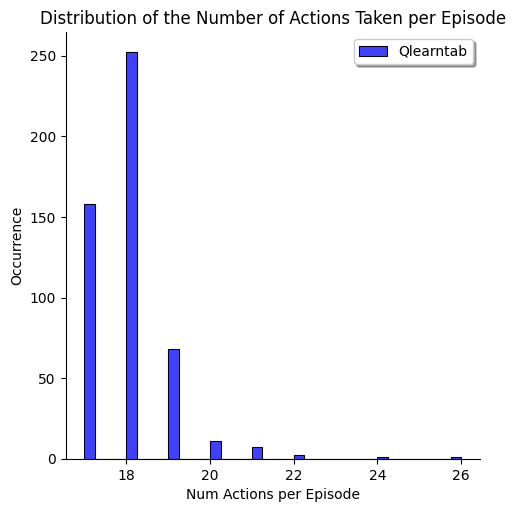 Distribution of the Number of Actions Taken per Episode
Qlearntab
250
200
150
100
50
0
Occurrence
18
20
22
24
26
Num Actions per Episode